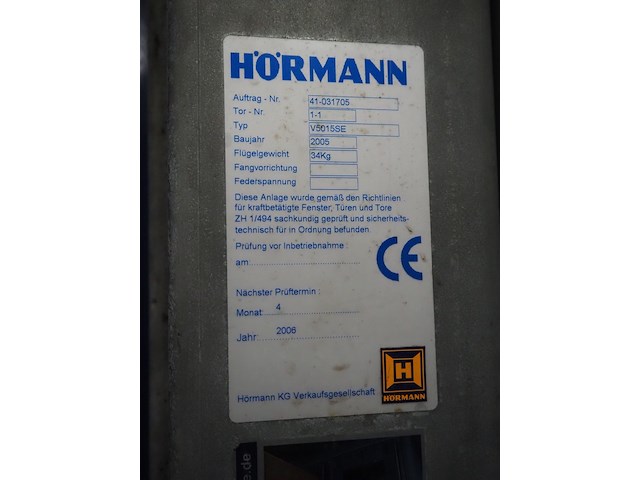 HÖRMANN
Auftrag - Nr. 41-031705
Tor - Nr. 1-1
Typ V5015SE
Baujahr 2005
Flügelgewicht 34Kg
Fangvorrichtung
Federspannung
Diese Anlage wurde gemäß den Richtlinien
für kraftbetätigte Fenster, Türen und Tore
ZH 1/494 sachkundig geprüft und sicherheits-
technisch für in Ordnung befunden
Prüfung vor Inbetriebnahme :
am
CE
Nächster Prüftermin :
Monat: 4
Jahr: 2006
H
HÖRMANN
Hörmann KG Verkaufsgesellschaft
e.de